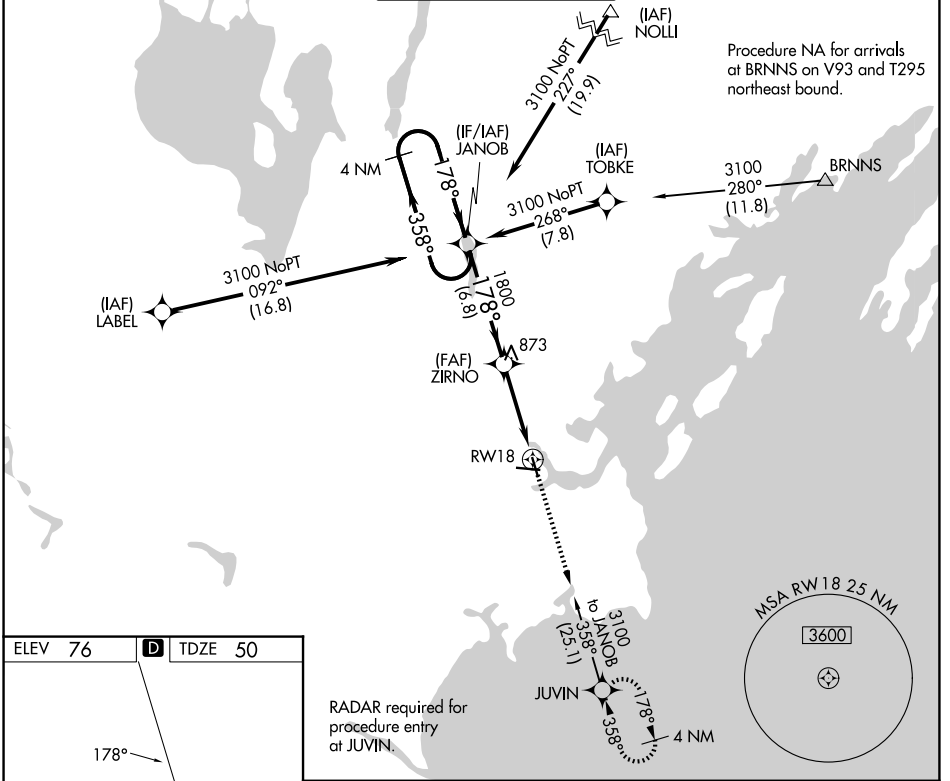 (IAF)
NOLLI
3100 NoPT
227°
(19.9)
Procedure NA for arrivals
at BRNNS on V93 and T295
northeast bound.
(IF/IAF)
JANOB
4 NM
178°
358°
(IAF)
TOBKE
3100 NoPT
268°
(7.8)
BRNNS
3100
280°
(11.8)
3100 NoPT
092°
(16.8)
(IAF)
LABEL
1800
178°
(6.8)
873
(FAF)
ZIRNO
RW18
3100
to JANOB
358°
(25.1)
JUVIN
178°
358°
4 NM
MSA RW18 25 NM
3600
ELEV 76
D
TDZE 50
178°
RADAR required for
procedure entry
at JUVIN.